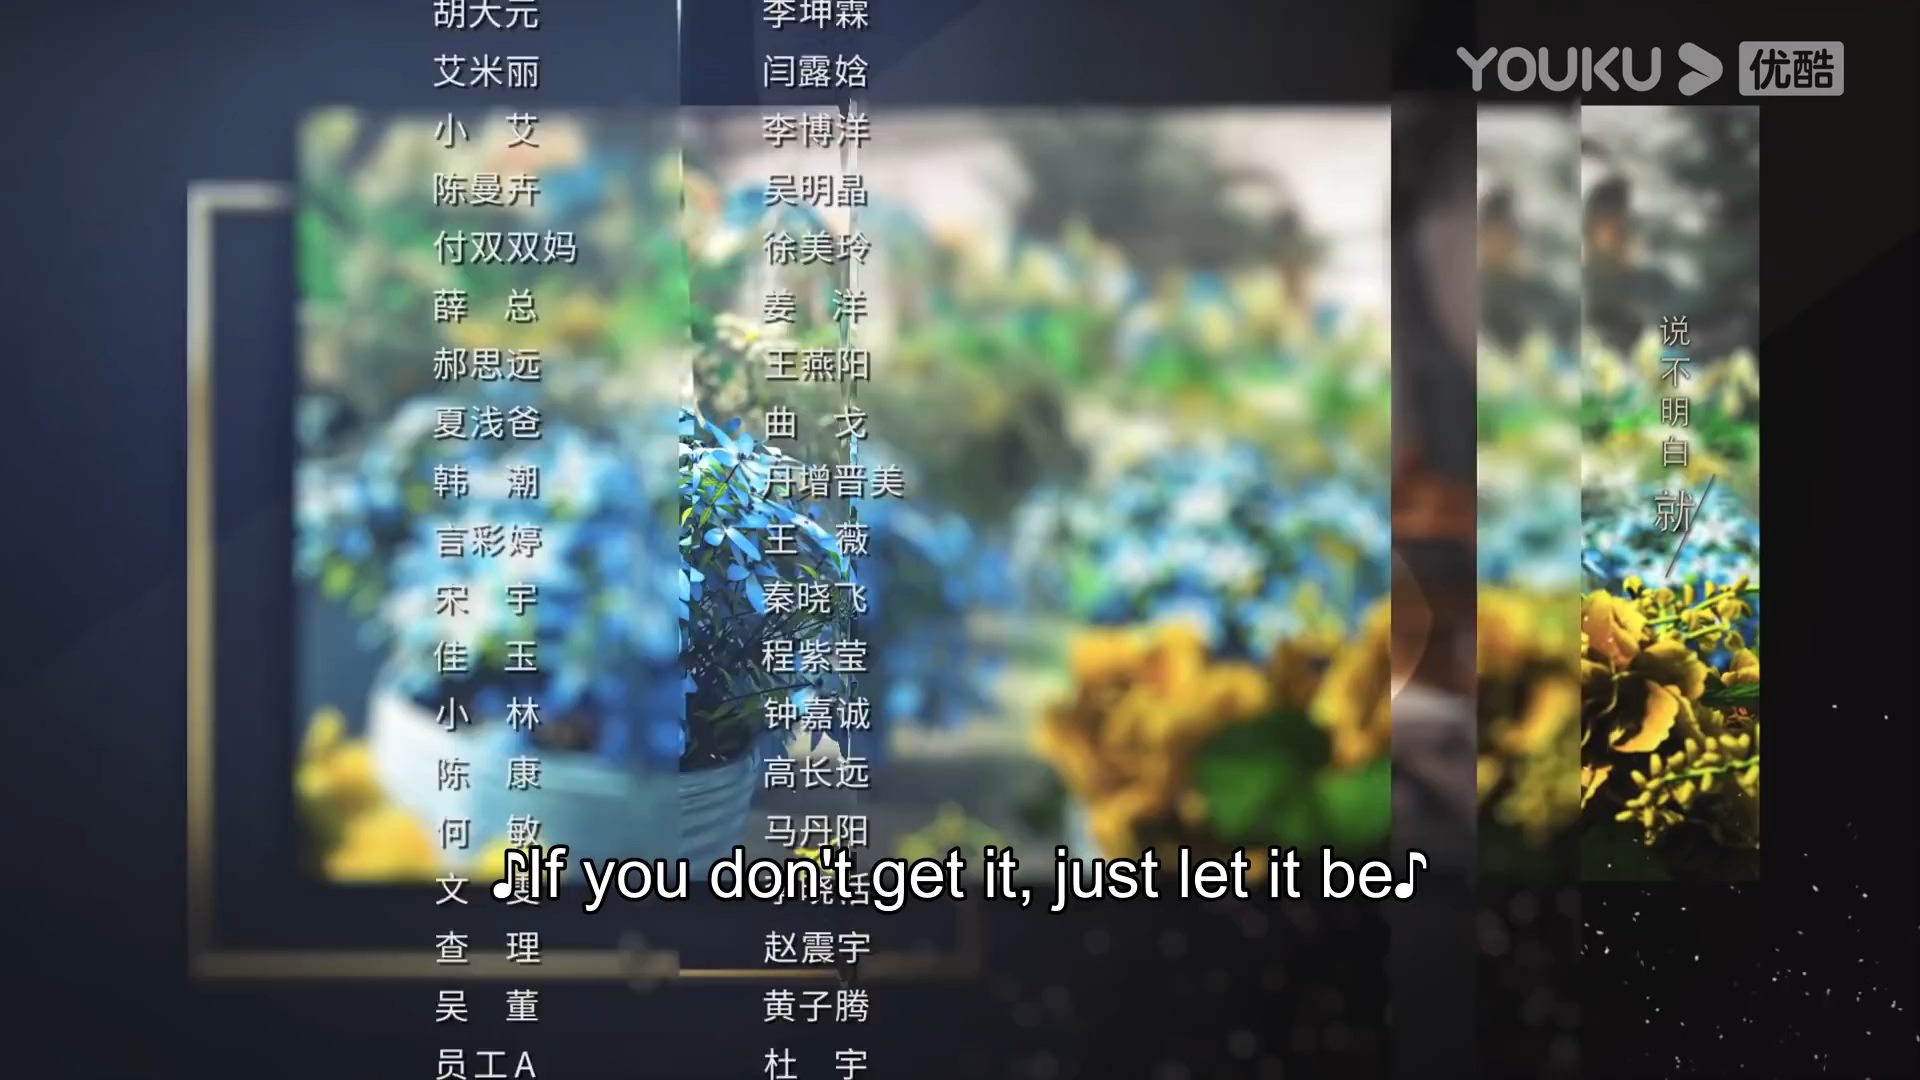 YOUKU 优酷
胡大元 李坤霖
艾米丽 闫露婄
小 艾 李博洋
陈曼卉 吴明晶
付双双妈 徐美玲
薛 总 姜 洋
郝思远 王燕阳
夏浅爸 曲 戈
韩 潮 丹增晋美
言彩婷 王 薇
宋 宇 秦晓飞
佳 玉 程紫莹
小 林 钟嘉诚
陈 康 高长远
何 敏 马丹阳
文
查 理 赵震宇
吴 董 黄子腾
员工A 杜 宇
说不明白 就
♪If you don't get it, just let it be♪